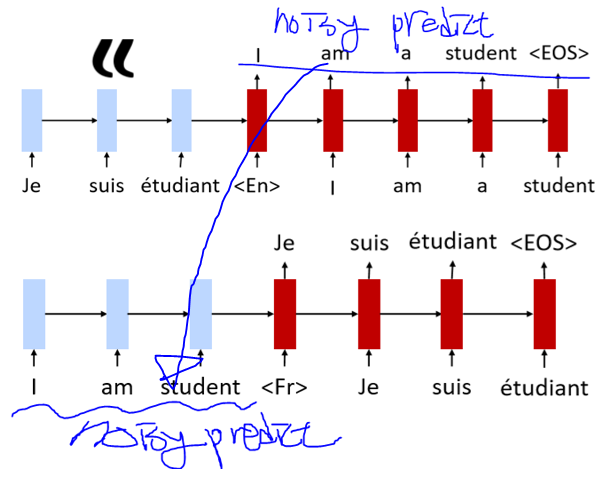 noisy predict
I am a student <EOS>
Je suis étudiant <En> I am a student
Je suis étudiant <EOS>
I am student <Fr> Je suis étudiant
noisy predict